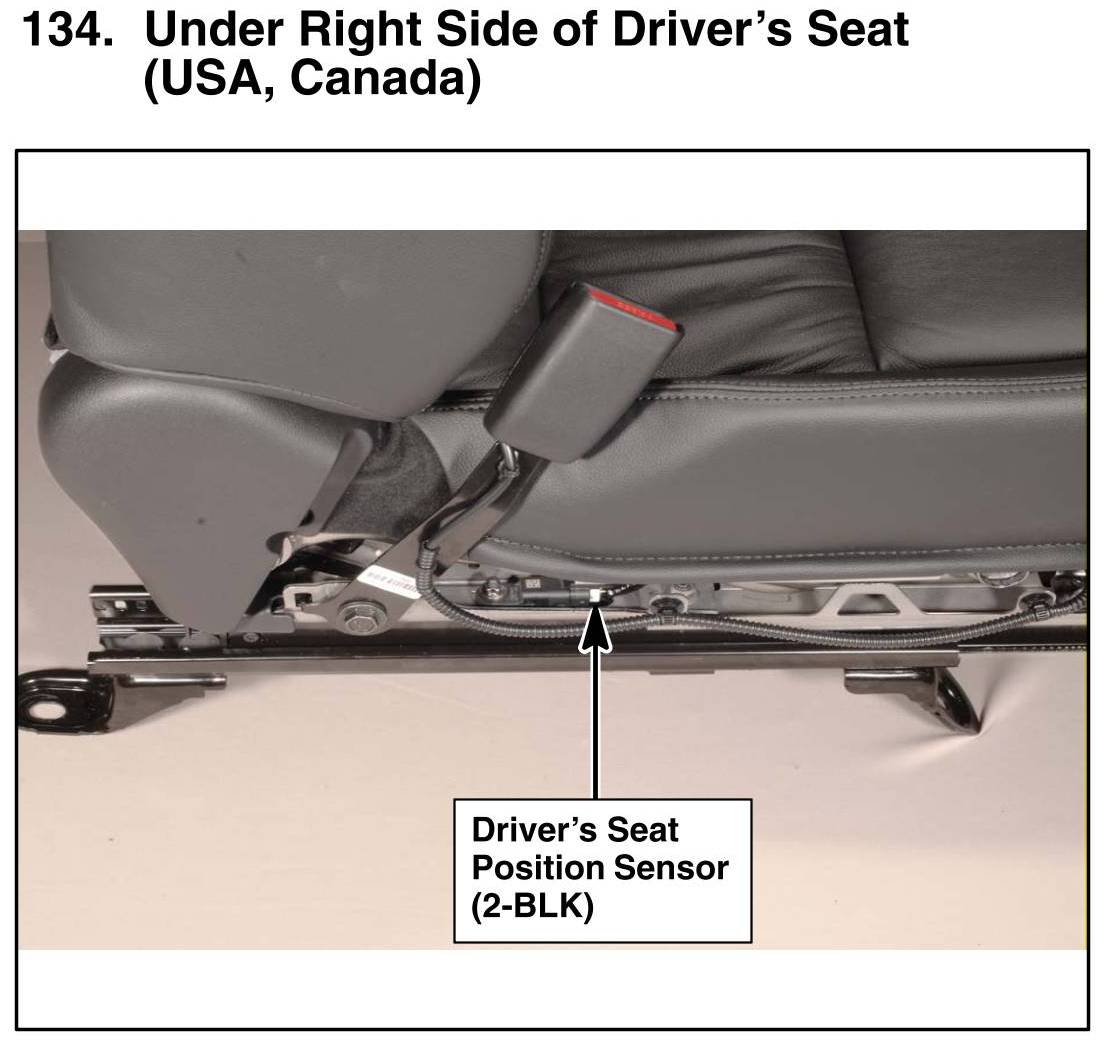 134. Under Right Side of Driver’s Seat
(USA, Canada)
Driver’s Seat
Position Sensor
(2-BLK)